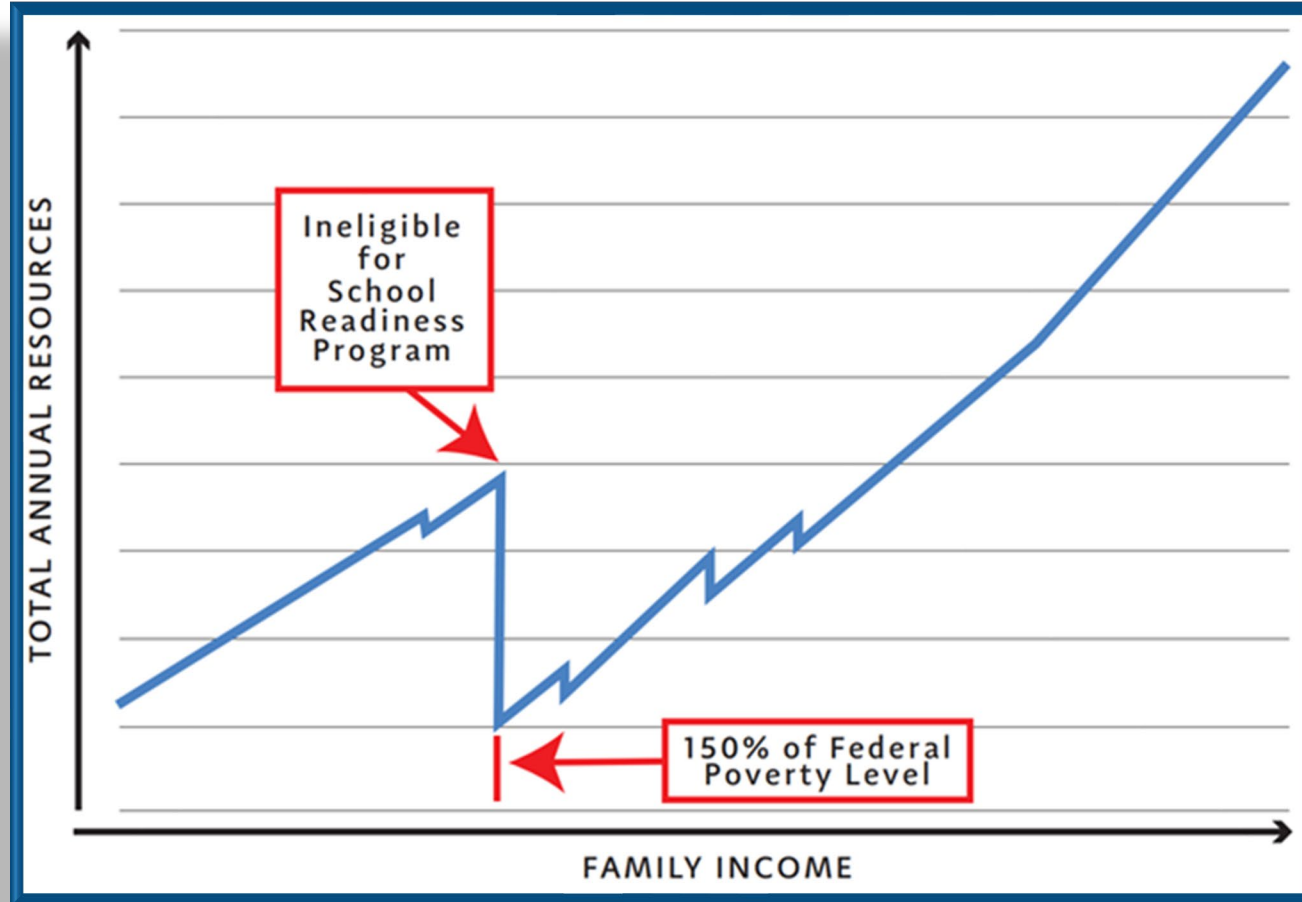 TOTAL ANNUAL RESOURCES
Ineligible
for
School
Readiness
Program
150% of Federal
Poverty Level
FAMILY INCOME